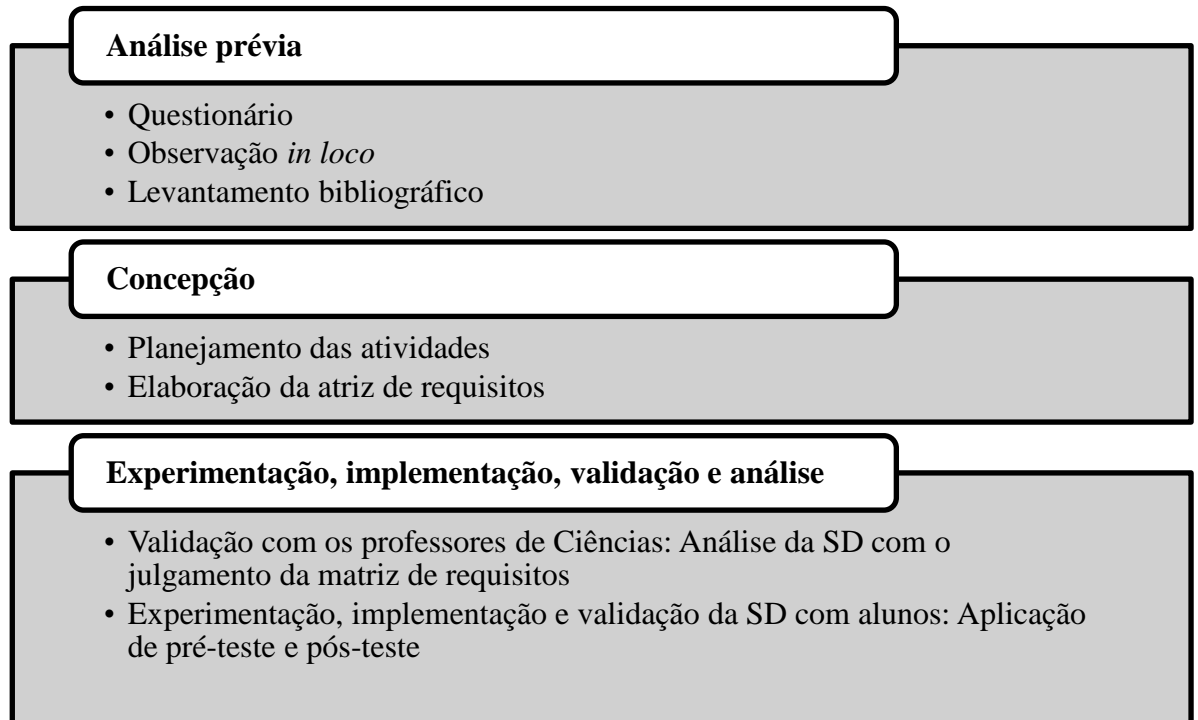 Análise prévia
• Questionário
• Observação in loco
• Levantamento bibliográfico
Concepção
• Planejamento das atividades
• Elaboração da atriz de requisitos
Experimentação, implementação, validação e análise
• Validação com os professores de Ciências: Análise da SD com o
julgamento da matriz de requisitos
• Experimentação, implementação e validação da SD com alunos: Aplicação
de pré-teste e pós-teste